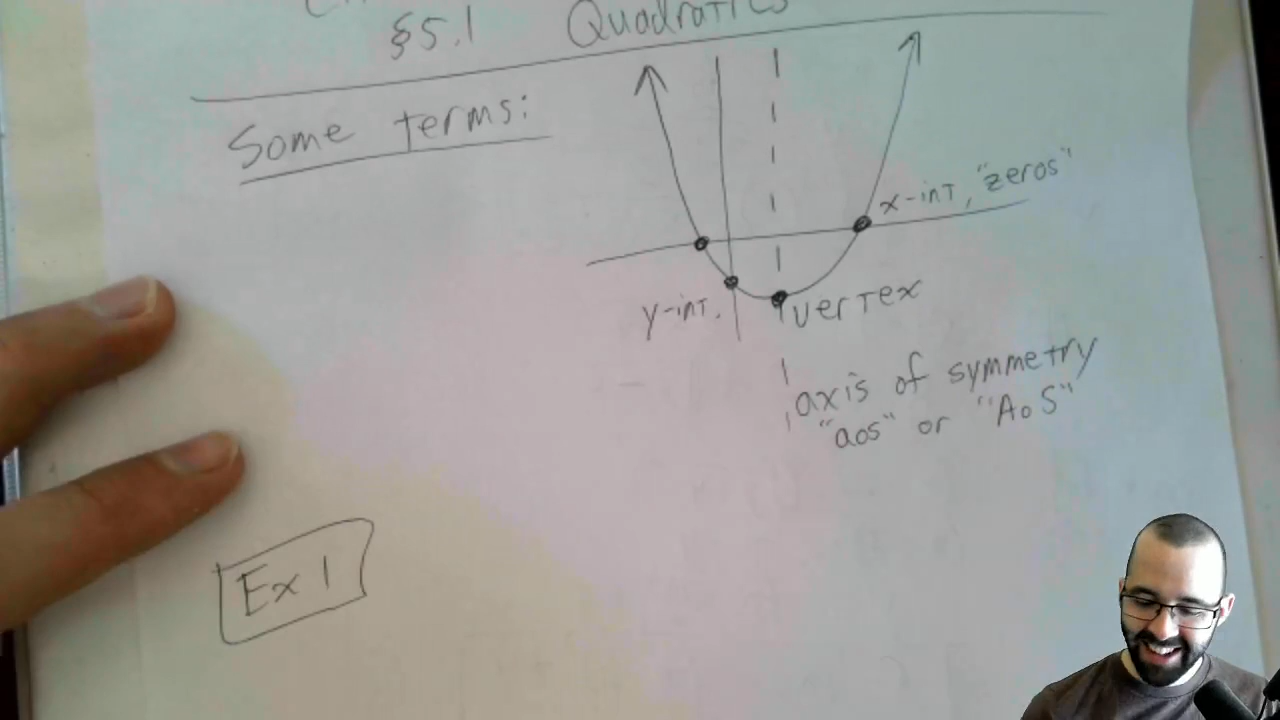 §5.1 Quadratics
Some terms:
x-int, "zeros"
y-int.
vertex
axis of symmetry
"aos" or "AoS"
Ex 1